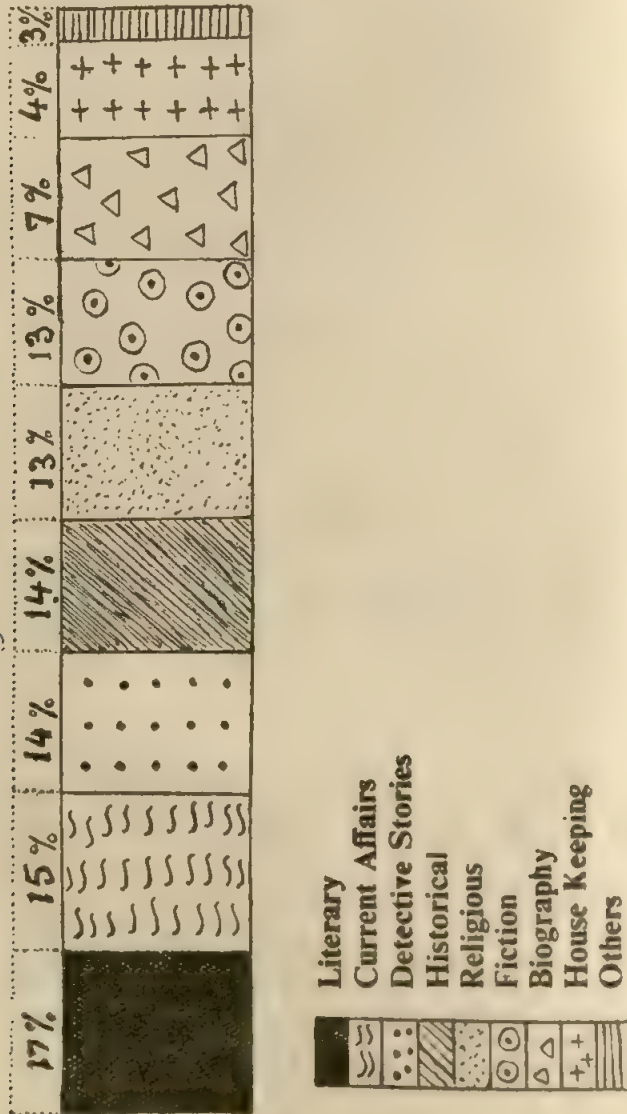 17%
15%
14%
14%
13%
13%
7%
4%
3%
Literary
Current Affairs
Detective Stories
Historical
Religious
Fiction
Biography
House Keeping
Others